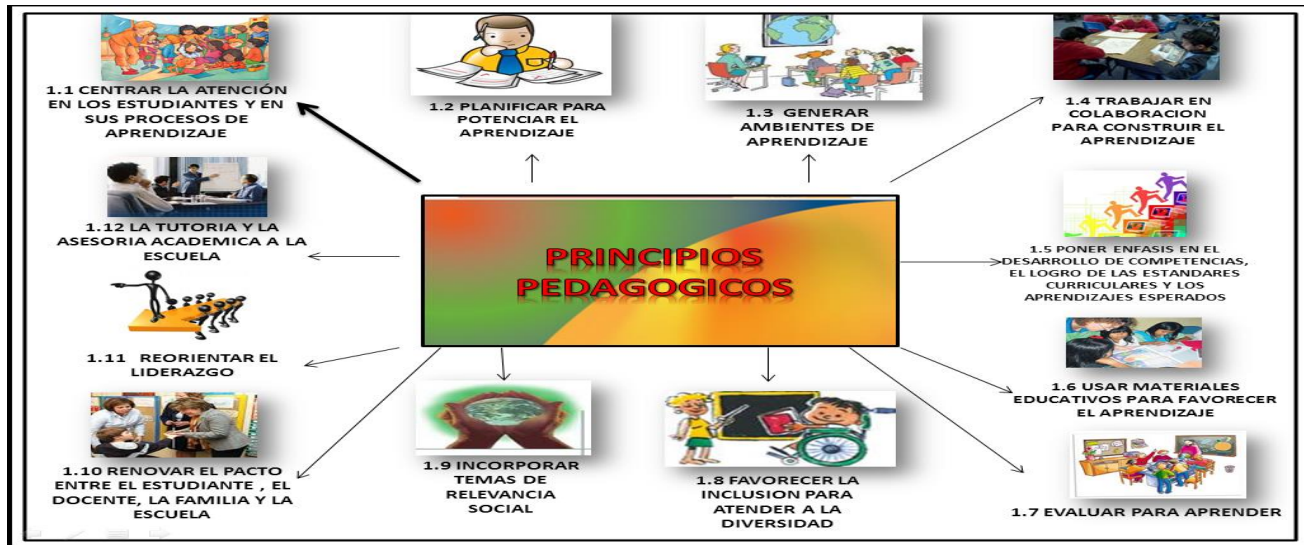 1.1 CENTRAR LA ATENCIÓN
EN LOS ESTUDIANTES Y EN
SUS PROCESOS DE
APRENDIZAJE
1.2 PLANIFICAR PARA
POTENCIAR EL
APRENDIZAJE
1.3 GENERAR
AMBIENTES DE
APRENDIZAJE
1.4 TRABAJAR EN
COLABORACION
PARA CONSTRUIR EL
APRENDIZAJE
PRINCIPIOS
PEDAGOGICOS
1.5 PONER ENFASIS EN EL
DESARROLLO DE COMPETENCIAS,
EL LOGRO DE LAS ESTANDARES
CURRICULARES Y LOS
APRENDIZAJES ESPERADOS
1.6 USAR MATERIALES
EDUCATIVOS PARA FAVORECER
EL APRENDIZAJE
1.7 EVALUAR PARA APRENDER
1.8 FAVORECER LA
INCLUSION PARA
ATENDER A LA
DIVERSIDAD
1.9 INCORPORAR
TEMAS DE
RELEVANCIA
SOCIAL
1.10 RENOVAR EL PACTO
ENTRE EL ESTUDIANTE , EL
DOCENTE, LA FAMILIA Y LA
ESCUELA
1.11 REORIENTAR EL
LIDERAZGO
1.12 LA TUTORIA Y LA
ASESORIA ACADEMICA A LA
ESCUELA